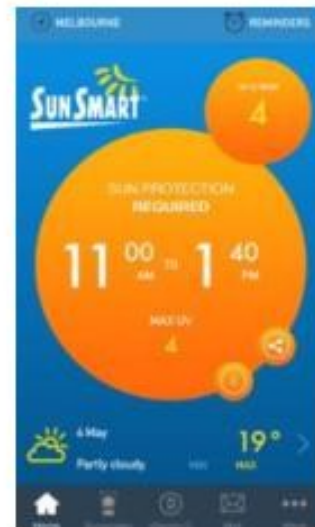 MELBOURNE
REMINDERS
SUNSMART
4
SUN PROTECTION
REQUIRED
11 00 AM TO 1 40 PM
MAX UV
4
4 May
19°
Partly cloudy
MAX